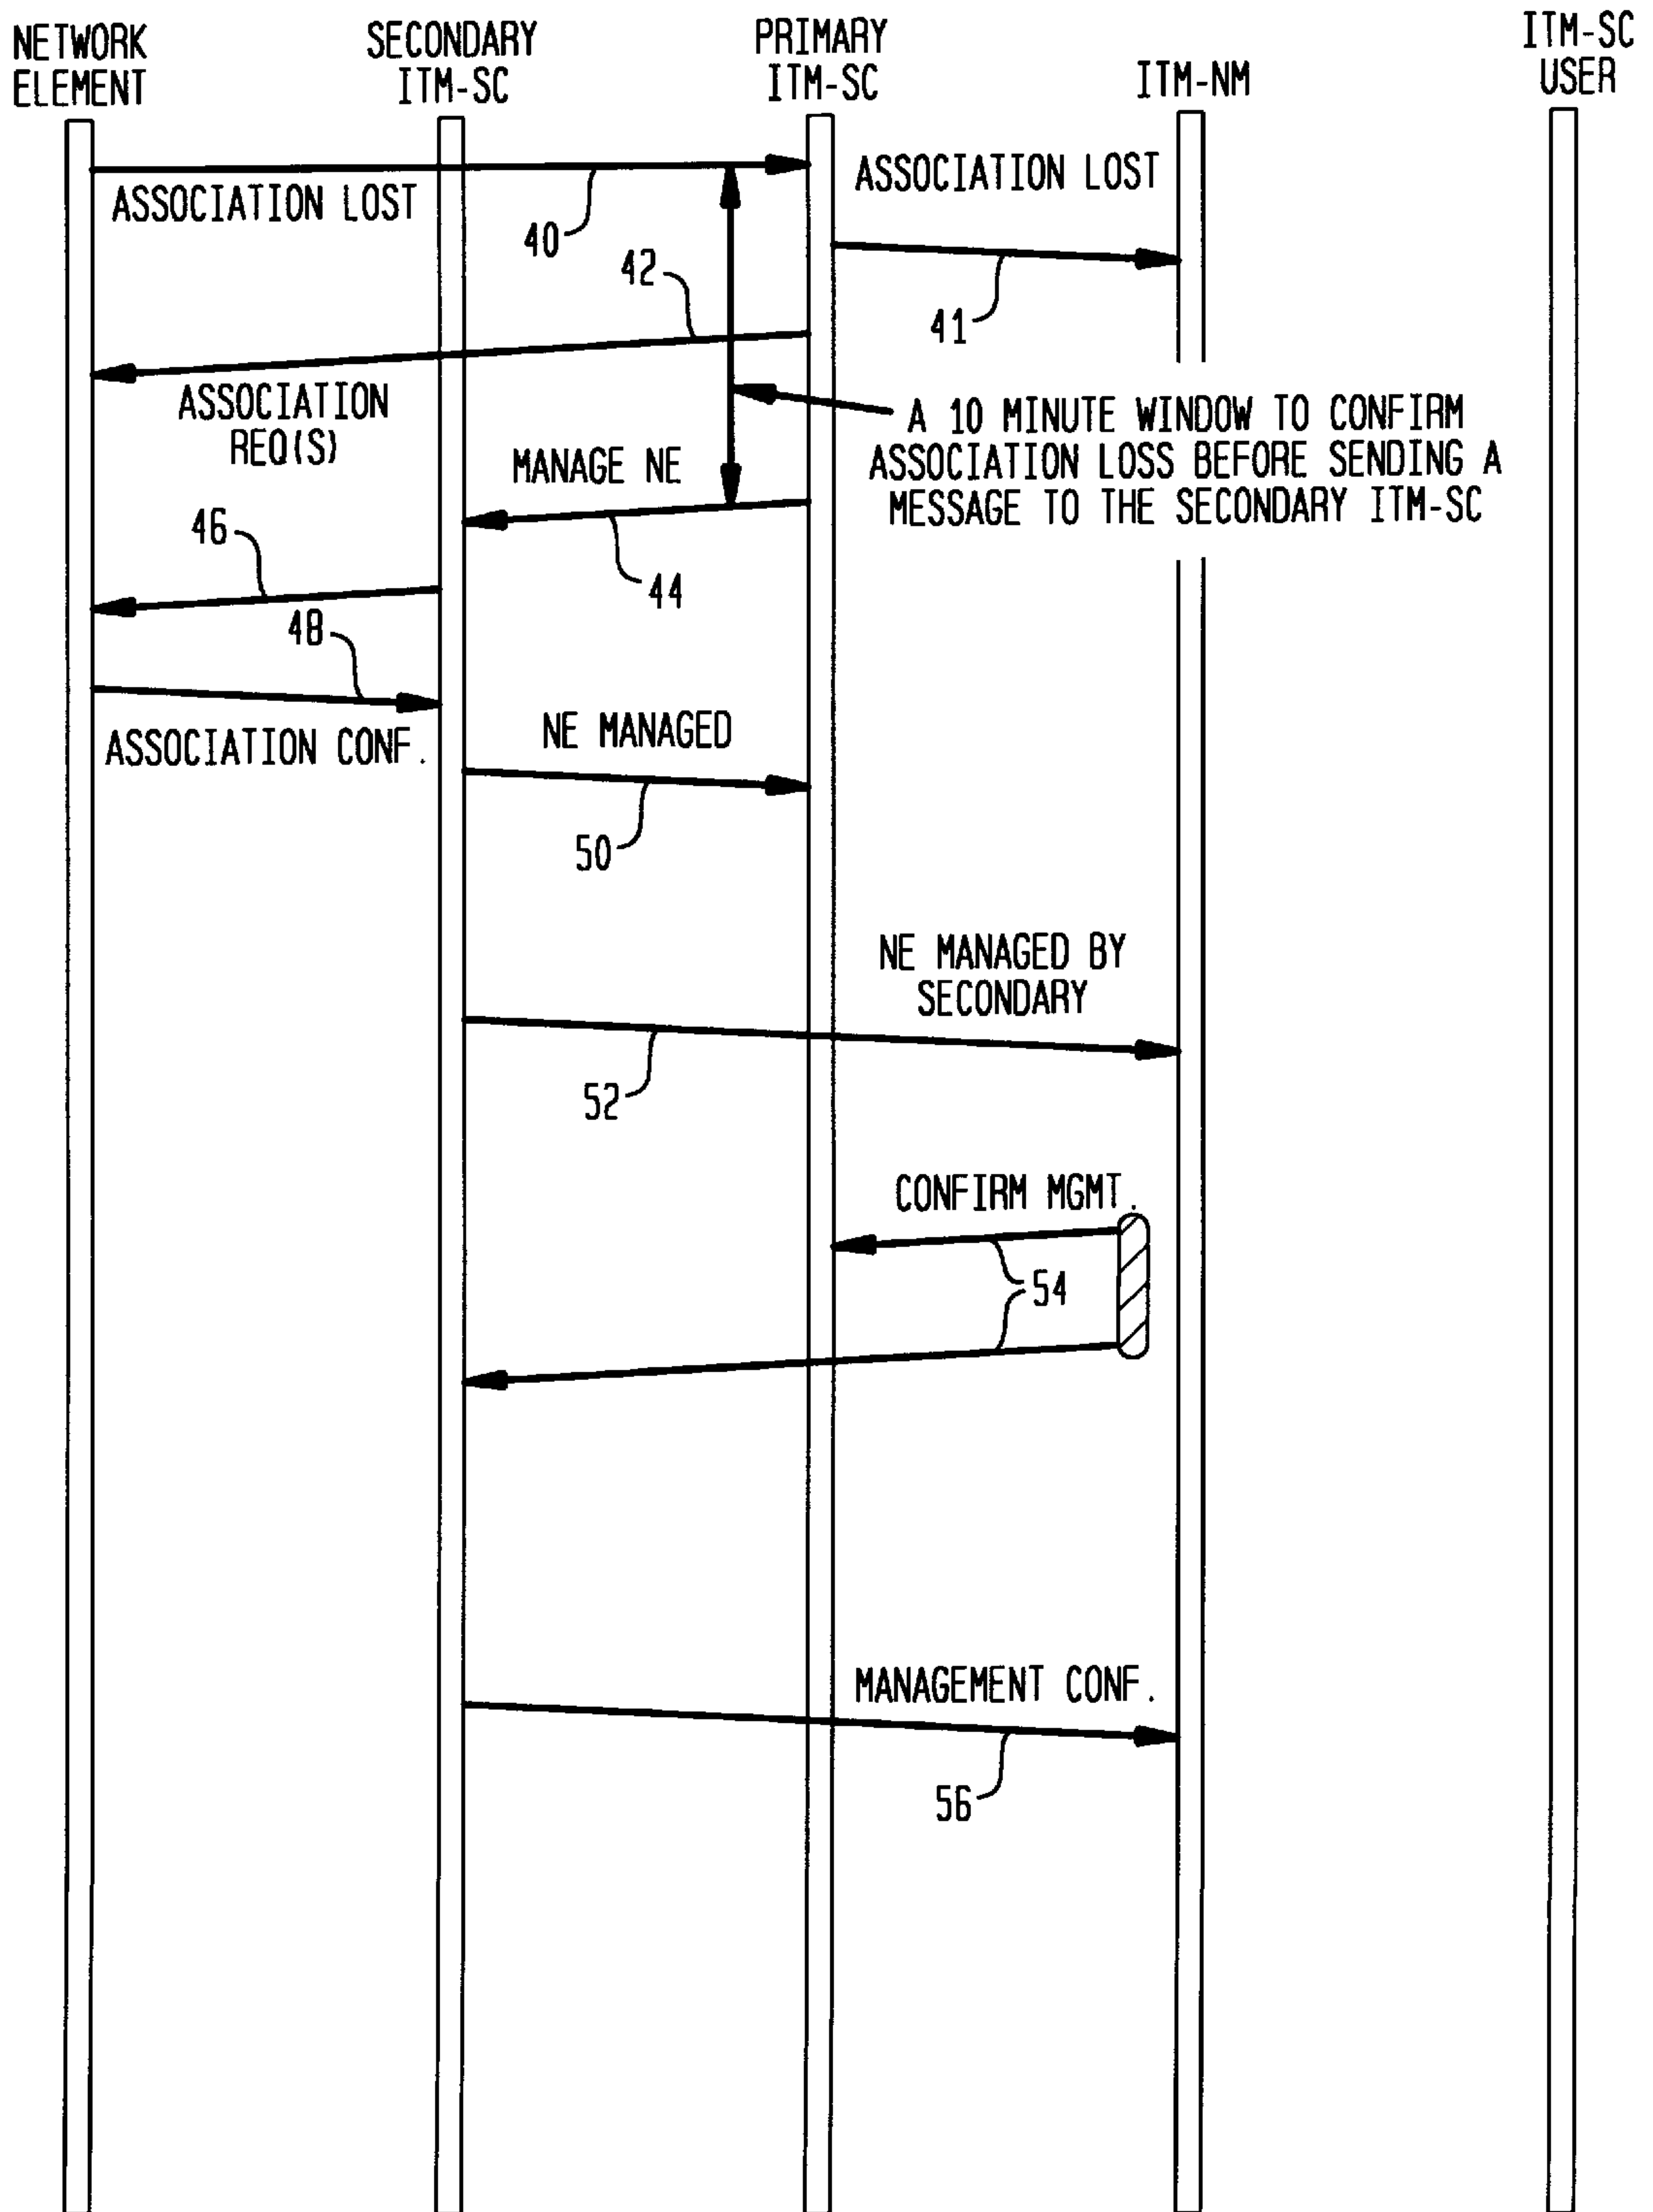 NETWORK
ELEMENT
SECONDARY
ITM-SC
PRIMARY
ITM-SC
ITM-NM
ITM-SC
USER
ASSOCIATION LOST
40
ASSOCIATION LOST
41
42
ASSOCIATION
REQ(S)
A 10 MINUTE WINDOW TO CONFIRM
ASSOCIATION LOSS BEFORE SENDING A
MESSAGE TO THE SECONDARY ITM-SC
MANAGE NE
44
46
48
ASSOCIATION CONF.
NE MANAGED
50
NE MANAGED BY
SECONDARY
52
CONFIRM MGMT.
54
MANAGEMENT CONF.
56